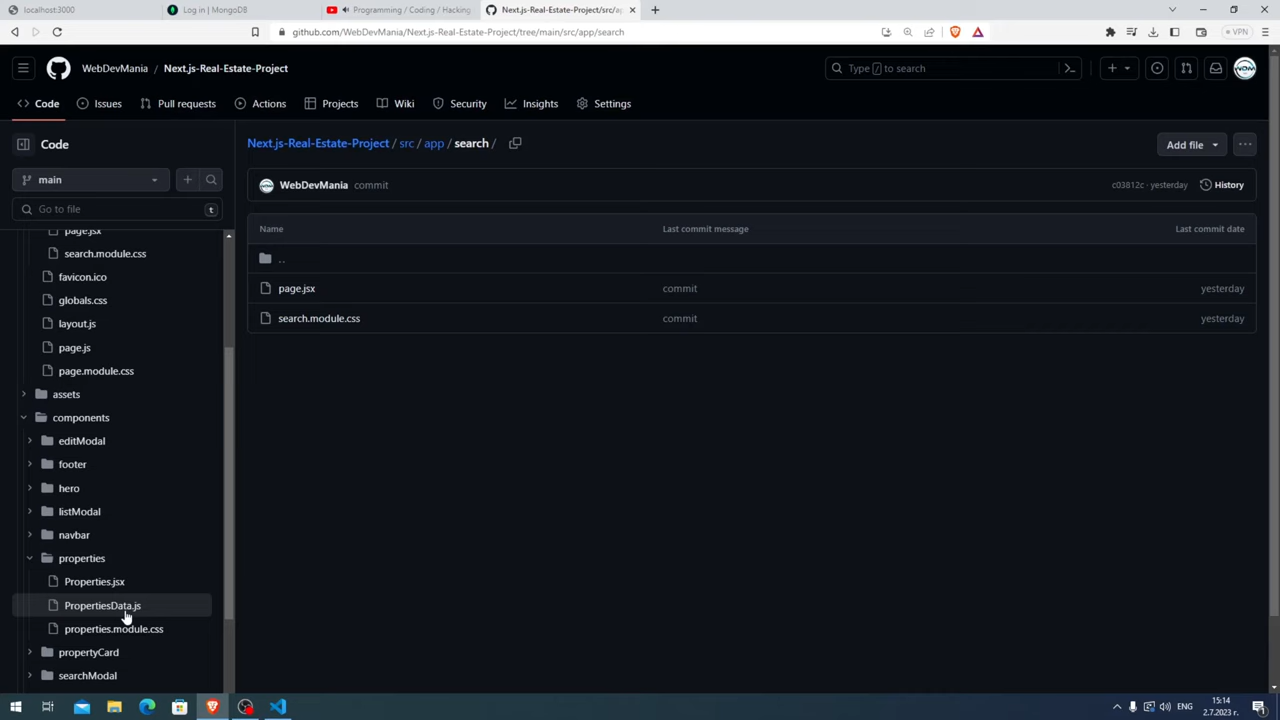 localhost:3000
Log in | MongoDB
Programming / Coding / Hacking
Next.js-Real-Estate-Project/src/ap
github.com/WebDevMania/Next.js-Real-Estate-Project/tree/main/src/app/search
VPN
WebDevMania / Next.js-Real-Estate-Project
Type / to search
WDM
Code
Issues
Pull requests
Actions
Projects
Wiki
Security
Insights
Settings
Code
main
Go to file
t
page.jsx
search.module.css
favicon.ico
globals.css
layout.js
page.js
page.module.css
assets
components
editModal
footer
hero
listModal
navbar
properties
Properties.jsx
PropertiesData.js
properties.module.css
propertyCard
searchModal
Next.js-Real-Estate-Project / src / app / search /
Add file
WebDevMania commit
c03812c · yesterday
History
Name Last commit message Last commit date
..
page.jsx commit yesterday
search.module.css commit yesterday
ENG
15:14
2.7.2023 г.
1